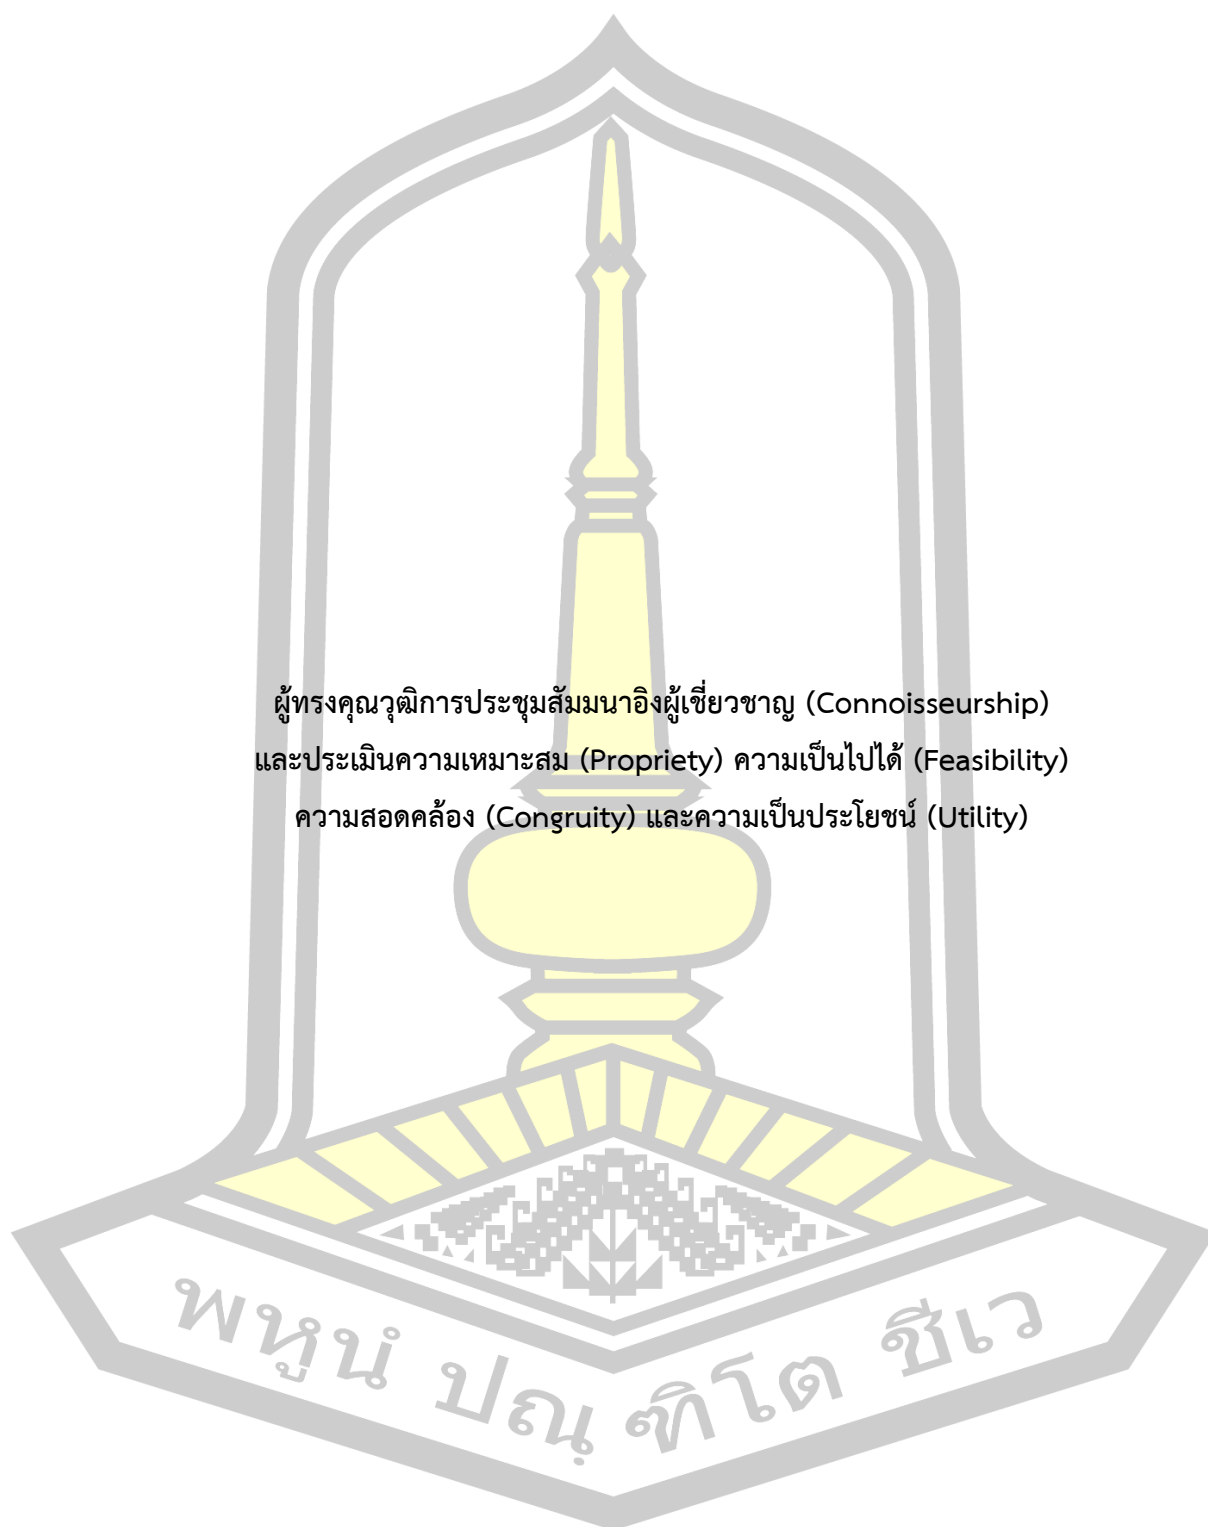 ผู้ทรงคุณวุฒิการประชุมสัมมนาอิงผู้เชี่ยวชาญ (Connoisseurship)
และประเมินความเหมาะสม (Propriety) ความเป็นไปได้ (Feasibility)
ความสอดคล้อง (Congruity) และความเป็นประโยชน์ (Utility)
พหูนํ ปณฺฑิโต ชีเว